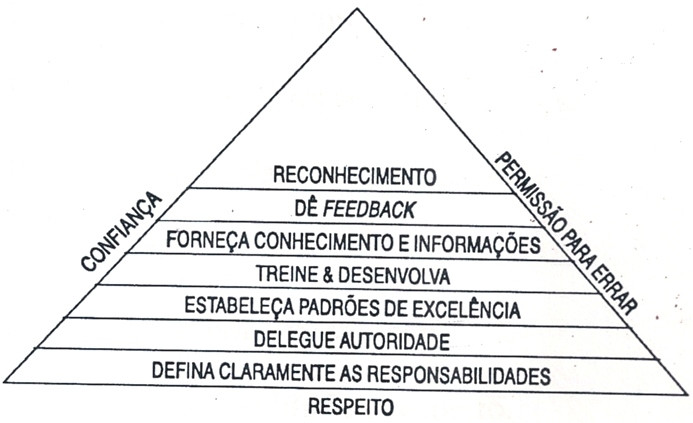 RECONHECIMENTO
DÊ FEEDBACK
FORNEÇA CONHECIMENTO E INFORMAÇÕES
TREINE & DESENVOLVA
ESTABELEÇA PADRÕES DE EXCELÊNCIA
DELEGUE AUTORIDADE
DEFINA CLARAMENTE AS RESPONSABILIDADES
RESPEITO
CONFIANÇA
PERMISSÃO PARA ERRAR